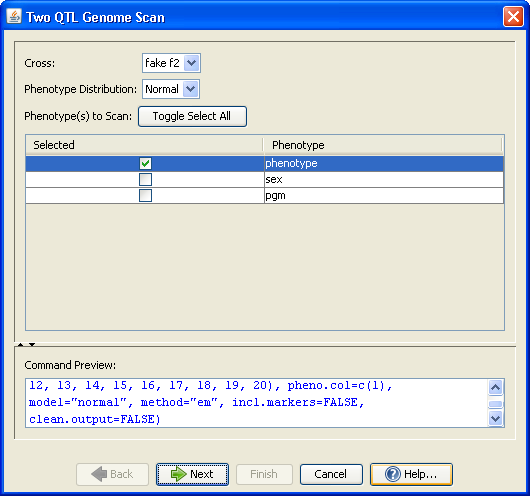 Two QTL Genome Scan
Cross: fake f2
Phenotype Distribution: Normal
Phenotype(s) to Scan: Toggle Select All
Selected Phenotype
phenotype
sex
pgm
Command Preview:
12, 13, 14, 15, 16, 17, 18, 19, 20), pheno.col=c(1),
model="normal", method="em", incl.markers=FALSE,
clean.output=FALSE)
Back Next Finish Cancel Help...